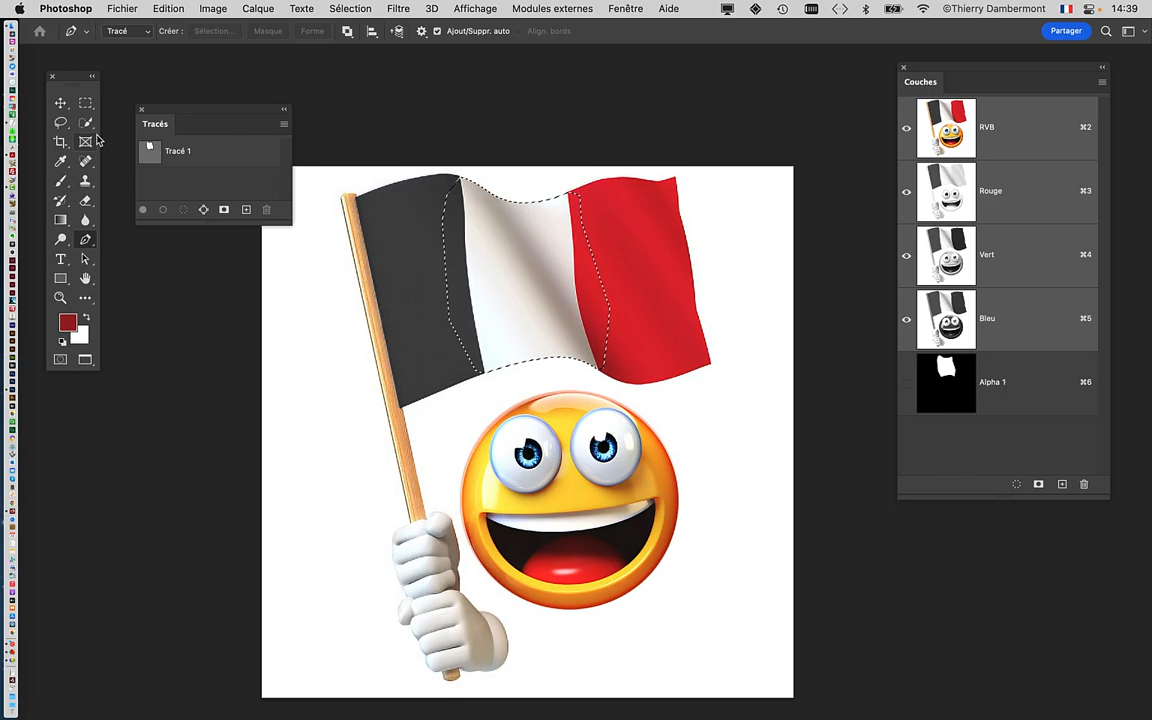 Photoshop Fichier Edition Image Calque Texte Sélection Filtre 3D Affichage Modules externes Fenêtre Aide ©Thierry Dambermont 14:39
Tracé Créer : Sélection... Masque Forme Ajout/Suppr. auto Align. bords Partager
Tracés
Tracé 1
Couches
RVB ⌘2
Rouge ⌘3
Vert ⌘4
Bleu ⌘5
Alpha 1 ⌘6